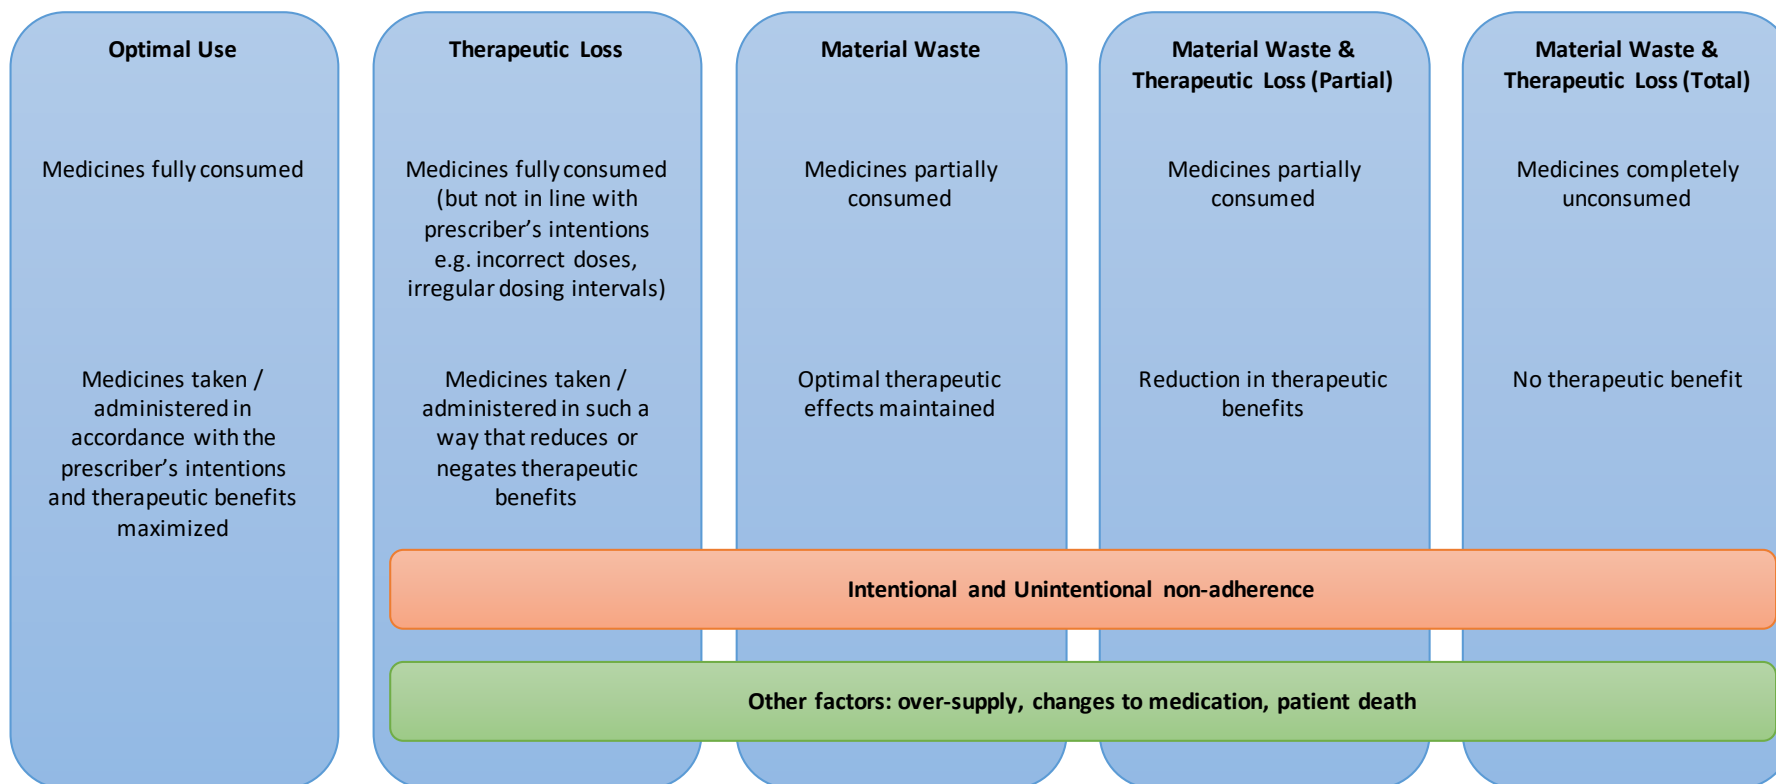 Optimal Use
Medicines fully consumed
Medicines taken /
administered in
accordance with the
prescriber’s intentions
and therapeutic benefits
maximized
Therapeutic Loss
Medicines fully consumed
(but not in line with
prescriber’s intentions
e.g. incorrect doses,
irregular dosing intervals)
Medicines taken /
administered in such a
way that reduces or
negates therapeutic
benefits
Material Waste
Medicines partially
consumed
Optimal therapeutic
effects maintained
Material Waste &
Therapeutic Loss (Partial)
Medicines partially
consumed
Reduction in therapeutic
benefits
Material Waste &
Therapeutic Loss (Total)
Medicines completely
unconsumed
No therapeutic benefit
Intentional and Unintentional non-adherence
Other factors: over-supply, changes to medication, patient death